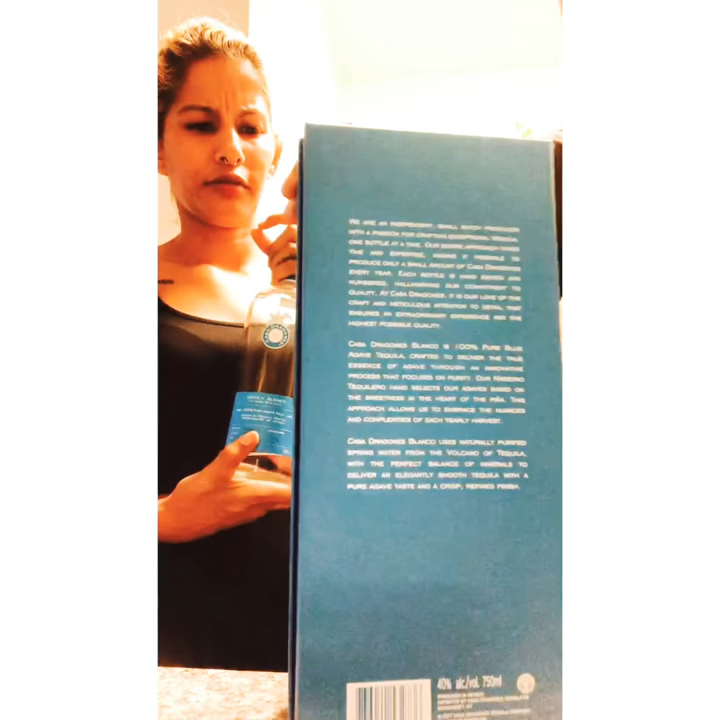 WE ARE AN INDEPENDENT, SMALL BATCH PRODUCER
WITH A PASSION FOR CRAFTING EXCEPTIONAL TEQUILA,
ONE BOTTLE AT A TIME. OUR APPROACH
TIME AND EXPERTISE, MAKING IT POSSIBLE TO
PRODUCE ONLY A SMALL AMOUNT OF CASA DRAGONES
EVERY YEAR. EACH BOTTLE IS HAND SIGNED AND
NUMBERED, HALLMARKING OUR COMMITMENT TO
QUALITY. AT CASA DRAGONES, IT IS OUR LOVE OF THE
CRAFT AND METICULOUS ATTENTION TO DETAIL THAT
ENSURES AN EXTRAORDINARY EXPERIENCE AND THE
HIGHEST POSSIBLE QUALITY.
CASA DRAGONES BLANCO IS 100% PURE BLUE
AGAVE TEQUILA, CRAFTED TO DELIVER THE TRUE
ESSENCE OF AGAVE THROUGH AN INNOVATIVE
PROCESS THAT FOCUSES ON PURITY. OUR MAESTRO
TEQUILERO HAND SELECTS OUR AGAVES BASED ON
THE SWEETNESS IN THE HEART OF THE PIÑA. THIS
APPROACH ALLOWS US TO EMBRACE THE NUANCES
AND COMPLEXITIES OF EACH YEARLY HARVEST.
CASA DRAGONES BLANCO USES NATURALLY PURIFIED
SPRING WATER FROM THE VOLCANO OF TEQUILA,
WITH THE PERFECT BALANCE OF MINERALS TO
DELIVER AN ELEGANTLY SMOOTH TEQUILA WITH A
PURE AGAVE TASTE AND A CRISP, REFINED FINISH.
40% alc./vol. 750ml
PRODUCED IN MEXICO